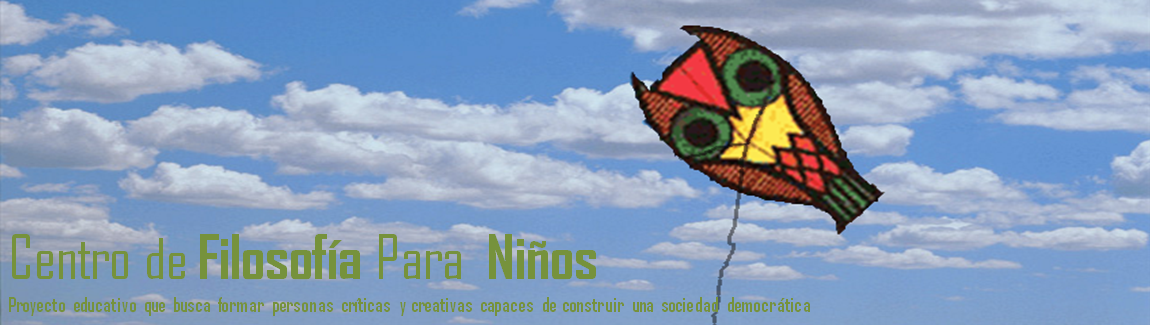 Centro de Filosofía Para Niños
Proyecto educativo que busca formar personas críticas y creativas capaces de construir una sociedad democrática